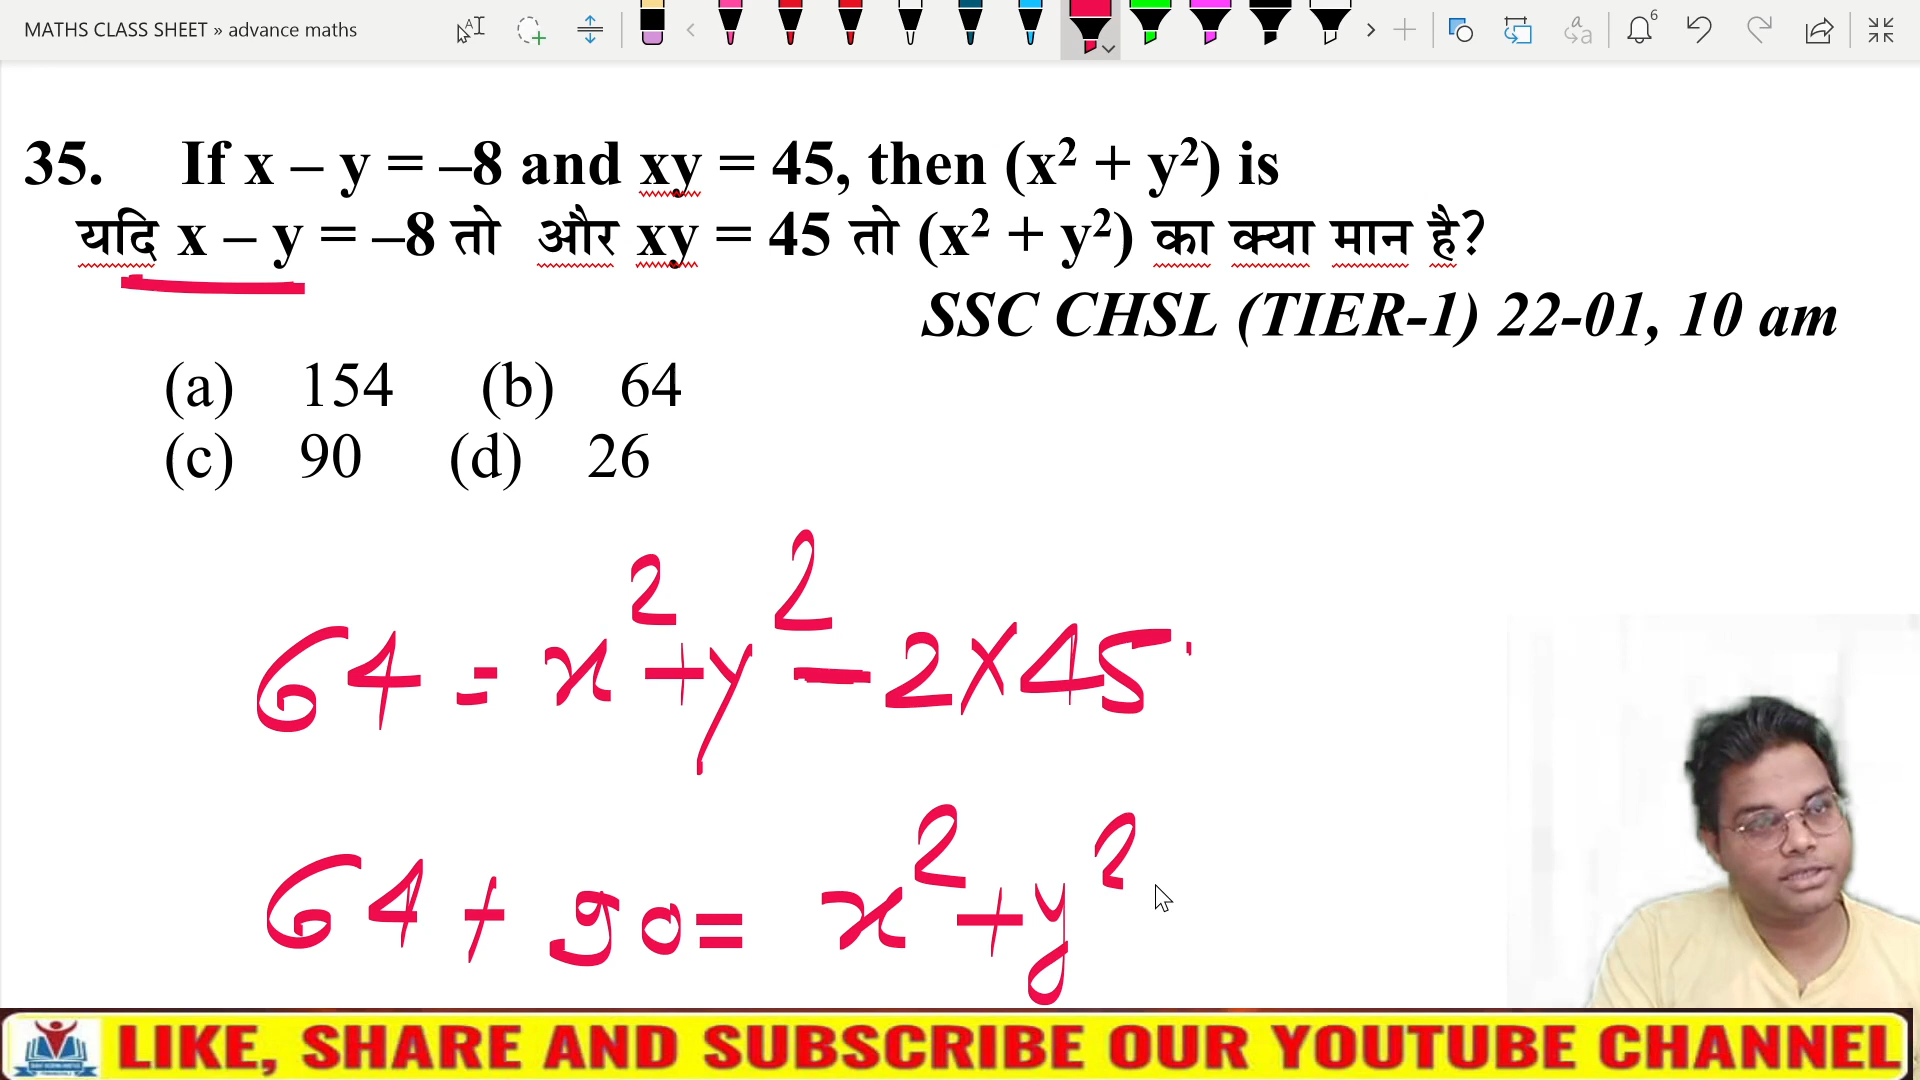 MATHS CLASS SHEET » advance maths
6
35. If x – y = –8 and xy = 45, then (x² + y²) is
यदि x – y = –8 तो और xy = 45 तो (x² + y²) का क्या मान है?
SSC CHSL (TIER-1) 22-01, 10 am
(a) 154 (b) 64
(c) 90 (d) 26
64 = x² + y² – 2×45
64 + 90 = x² + y²
LIKE, SHARE AND SUBSCRIBE OUR YOUTUBE CHANNEL